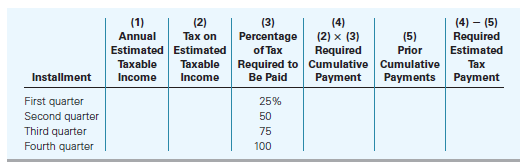 (1) (2) (3) (4) (4) − (5)
Annual Tax on Percentage (2) × (3) (5) Required
Estimated Estimated of Tax Required Prior Estimated
Taxable Taxable Required to Cumulative Cumulative Tax
Installment Income Income Be Paid Payment Payments Payment
First quarter 25%
Second quarter 50
Third quarter 75
Fourth quarter 100